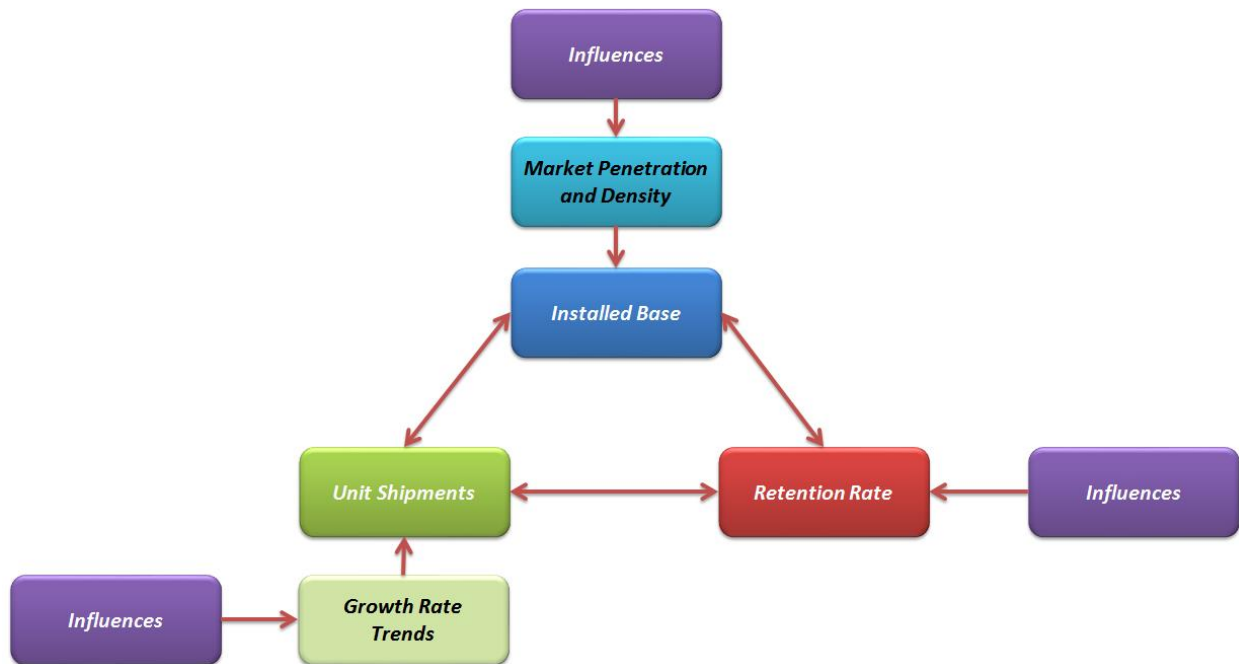 Influences
Market Penetration
and Density
Installed Base
Unit Shipments
Retention Rate
Influences
Influences
Growth Rate
Trends